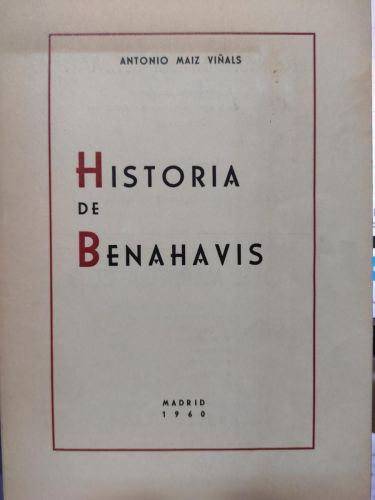 ANTONIO MAIZ VIÑALS
HISTORIA
DE
BENAHAVIS
MADRID
1960